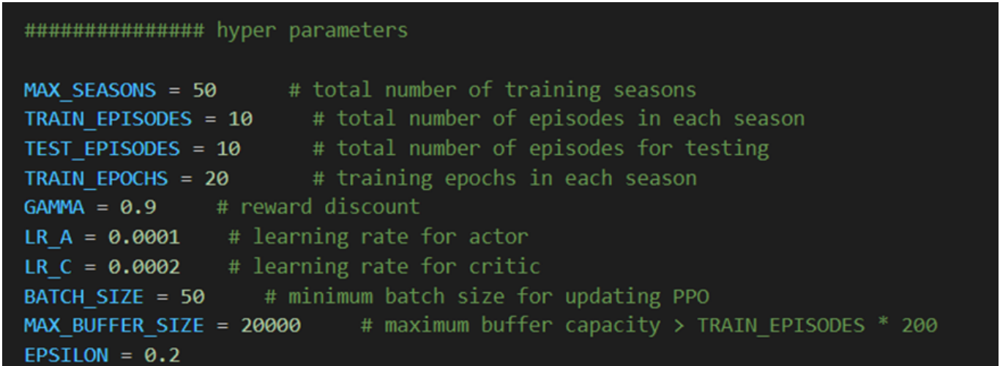 ############### hyper parameters
MAX_SEASONS = 50 # total number of training seasons
TRAIN_EPISODES = 10 # total number of episodes in each season
TEST_EPISODES = 10 # total number of episodes for testing
TRAIN_EPOCHS = 20 # training epochs in each season
GAMMA = 0.9 # reward discount
LR_A = 0.0001 # learning rate for actor
LR_C = 0.0002 # learning rate for critic
BATCH_SIZE = 50 # minimum batch size for updating PPO
MAX_BUFFER_SIZE = 20000 # maximum buffer capacity > TRAIN_EPISODES * 200
EPSILON = 0.2